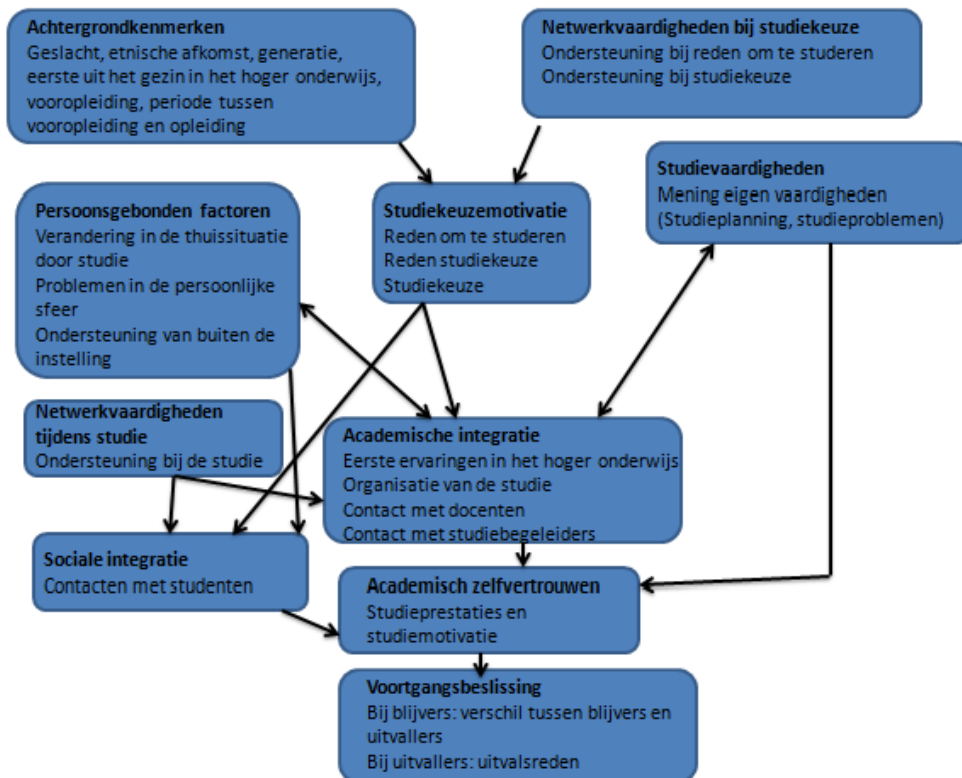 Achtergrondkenmerken
Geslacht, etnische afkomst, generatie,
eerste uit het gezin in het hoger onderwijs,
vooropleiding, periode tussen
vooropleiding en opleiding
Netwerkvaardigheden bij studiekeuze
Ondersteuning bij reden om te studeren
Ondersteuning bij studiekeuze
Studievaardigheden
Mening eigen vaardigheden
(Studieplanning, studieproblemen)
Persoonsgebonden factoren
Verandering in de thuissituatie
door studie
Problemen in de persoonlijke
sfeer
Ondersteuning van buiten de
instelling
Studiekeuzemotivatie
Reden om te studeren
Reden studiekeuze
Studiekeuze
Netwerkvaardigheden
tijdens studie
Ondersteuning bij de studie
Academische integratie
Eerste ervaringen in het hoger onderwijs
Organisatie van de studie
Contact met docenten
Contact met studiebegeleiders
Sociale integratie
Contacten met studenten
Academisch zelfvertrouwen
Studieprestaties en
studiemotivatie
Voortgangsbeslissing
Bij blijvers: verschil tussen blijvers en
uitvallers
Bij uitvallers: uitvalsreden